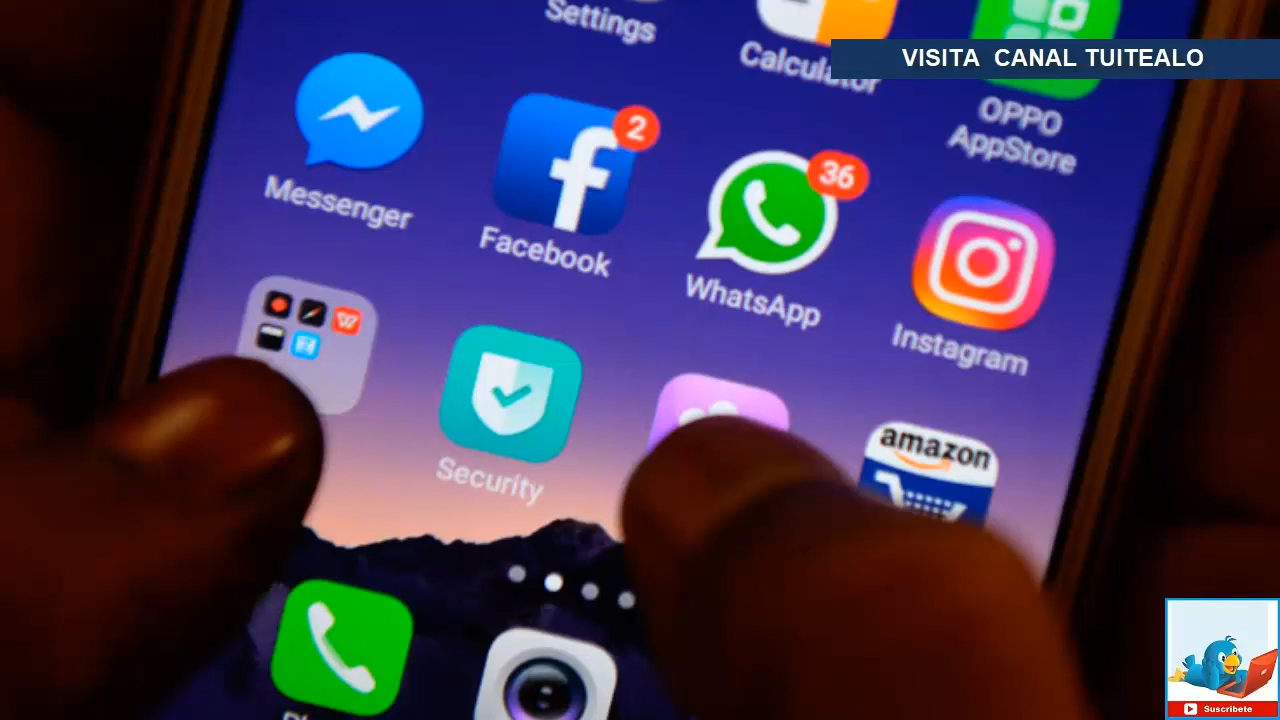 Settings
Calculator
VISITA CANAL TUITEALO
OPPO
AppStore
Messenger
Facebook
2
WhatsApp
36
Instagram
Security
amazon
Suscribete